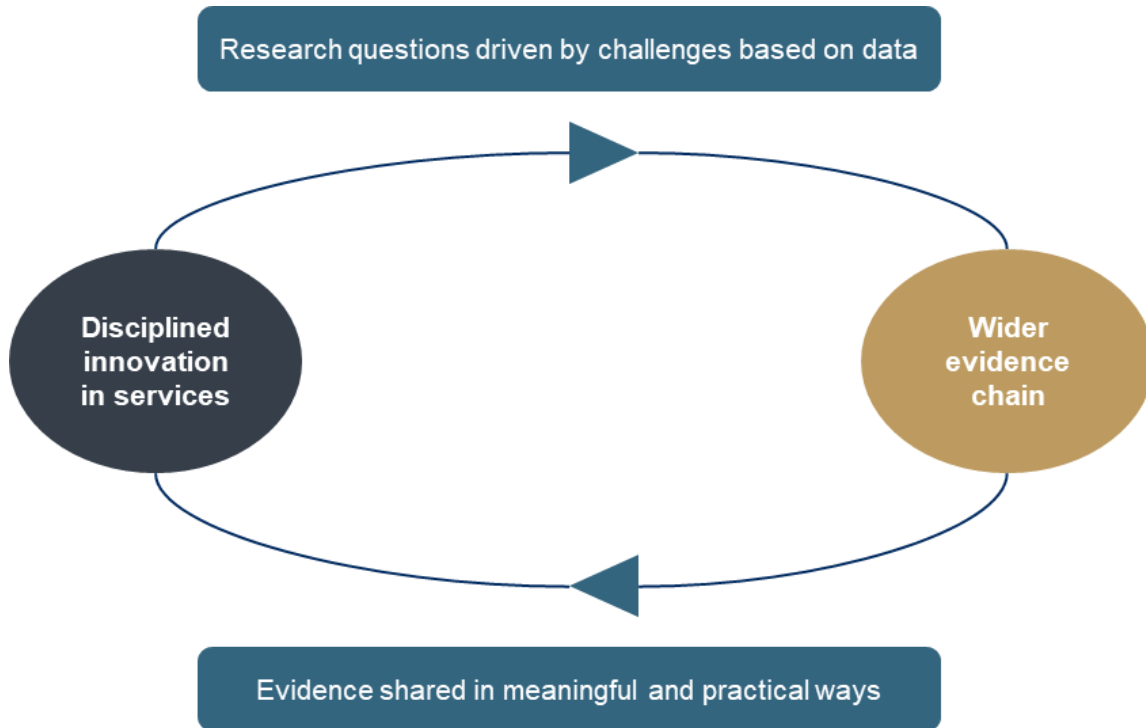 Research questions driven by challenges based on data
Disciplined
innovation
in services
Wider
evidence
chain
Evidence shared in meaningful and practical ways